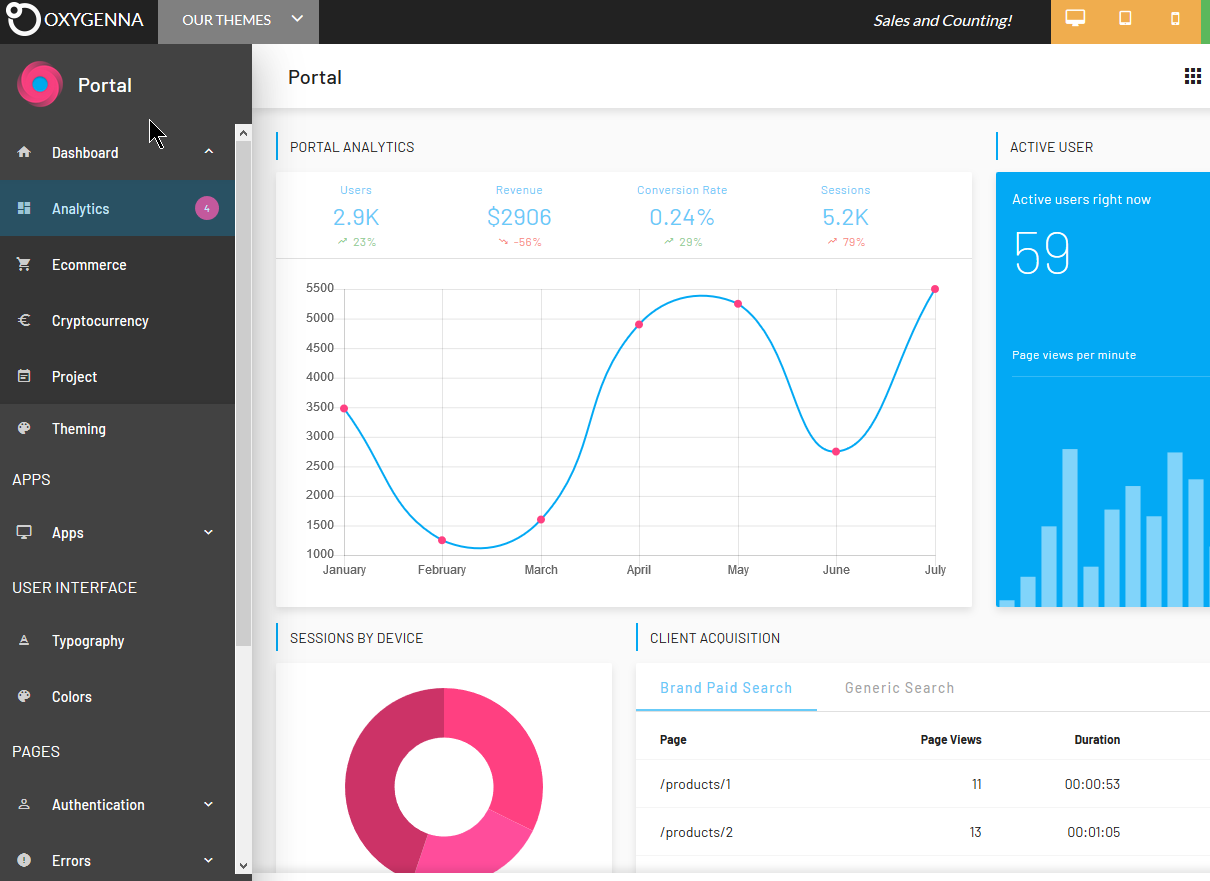 OXYGENNA
OUR THEMES
Sales and Counting!
Portal
Dashboard
Analytics
4
Ecommerce
Cryptocurrency
Project
Theming
APPS
Apps
USER INTERFACE
Typography
Colors
PAGES
Authentication
Errors
Portal
PORTAL ANALYTICS
Users Revenue Conversion Rate Sessions
2.9K $2906 0.24% 5.2K
23% -56% 29% 79%
5500
5000
4500
4000
3500
3000
2500
2000
1500
1000
January February March April May June July
ACTIVE USER
Active users right now
59
Page views per minute
SESSIONS BY DEVICE
CLIENT ACQUISITION
Brand Paid Search Generic Search
Page Page Views Duration
/products/1 11 00:00:53
/products/2 13 00:01:05